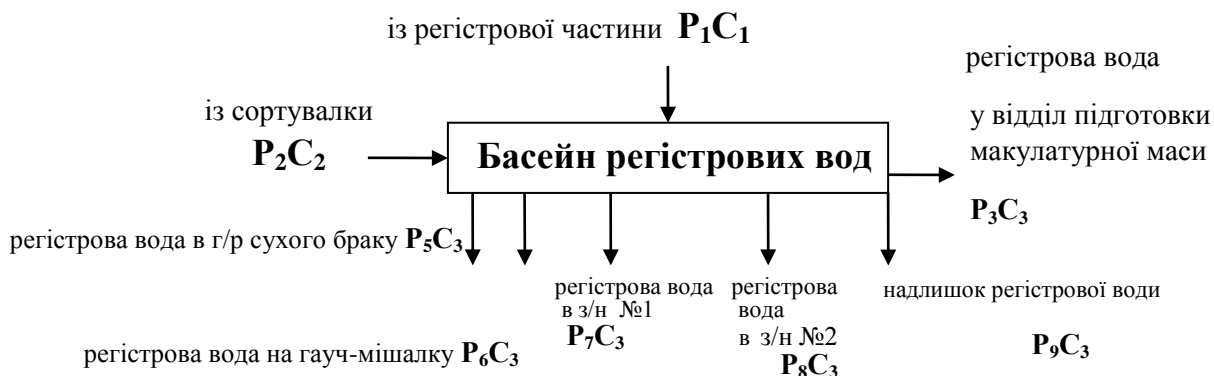 із регістрової частини P₁C₁
регістрова вода
у відділ підготовки
макулатурної маси
P₃C₃
із сортувалки
P₂C₂
Басейн регістрових вод
регістрова вода в г/р сухого браку P₅C₃
регістрова вода
в з/н №1
P₇C₃
регістрова
вода
в з/н №2
P₈C₃
надлишок регістрової води
P₉C₃
регістрова вода на гауч-мішалку P₆C₃